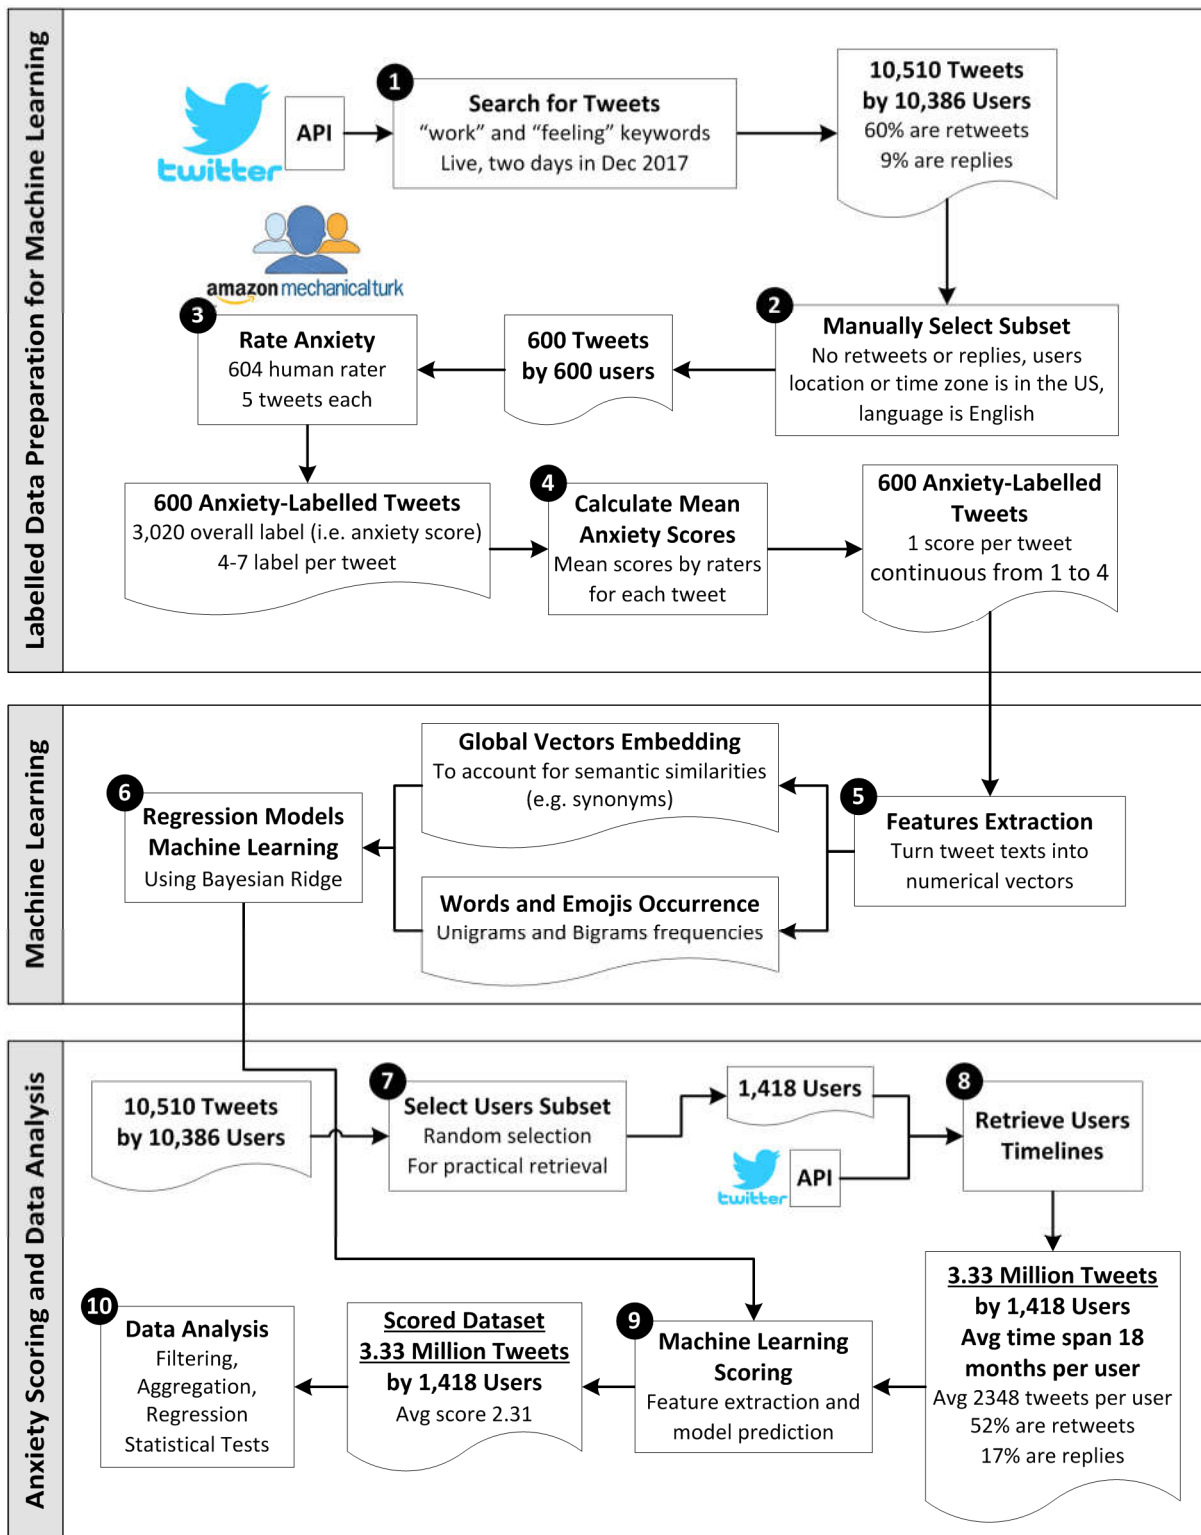 Labelled Data Preparation for Machine Learning
twitter
API
1
Search for Tweets
“work” and “feeling” keywords
Live, two days in Dec 2017
10,510 Tweets
by 10,386 Users
60% are retweets
9% are replies
2
Manually Select Subset
No retweets or replies, users
location or time zone is in the US,
language is English
600 Tweets
by 600 users
amazon mechanical turk
3
Rate Anxiety
604 human rater
5 tweets each
600 Anxiety-Labelled Tweets
3,020 overall label (i.e. anxiety score)
4-7 label per tweet
4
Calculate Mean
Anxiety Scores
Mean scores by raters
for each tweet
600 Anxiety-Labelled
Tweets
1 score per tweet
continuous from 1 to 4
Machine Learning
5
Features Extraction
Turn tweet texts into
numerical vectors
Global Vectors Embedding
To account for semantic similarities
(e.g. synonyms)
Words and Emojis Occurrence
Unigrams and Bigrams frequencies
6
Regression Models
Machine Learning
Using Bayesian Ridge
Anxiety Scoring and Data Analysis
10,510 Tweets
by 10,386 Users
7
Select Users Subset
Random selection
For practical retrieval
1,418 Users
twitter
API
8
Retrieve Users
Timelines
3.33 Million Tweets
by 1,418 Users
Avg time span 18
months per user
Avg 2348 tweets per user
52% are retweets
17% are replies
9
Machine Learning
Scoring
Feature extraction and
model prediction
Scored Dataset
3.33 Million Tweets
by 1,418 Users
Avg score 2.31
10
Data Analysis
Filtering,
Aggregation,
Regression
Statistical Tests